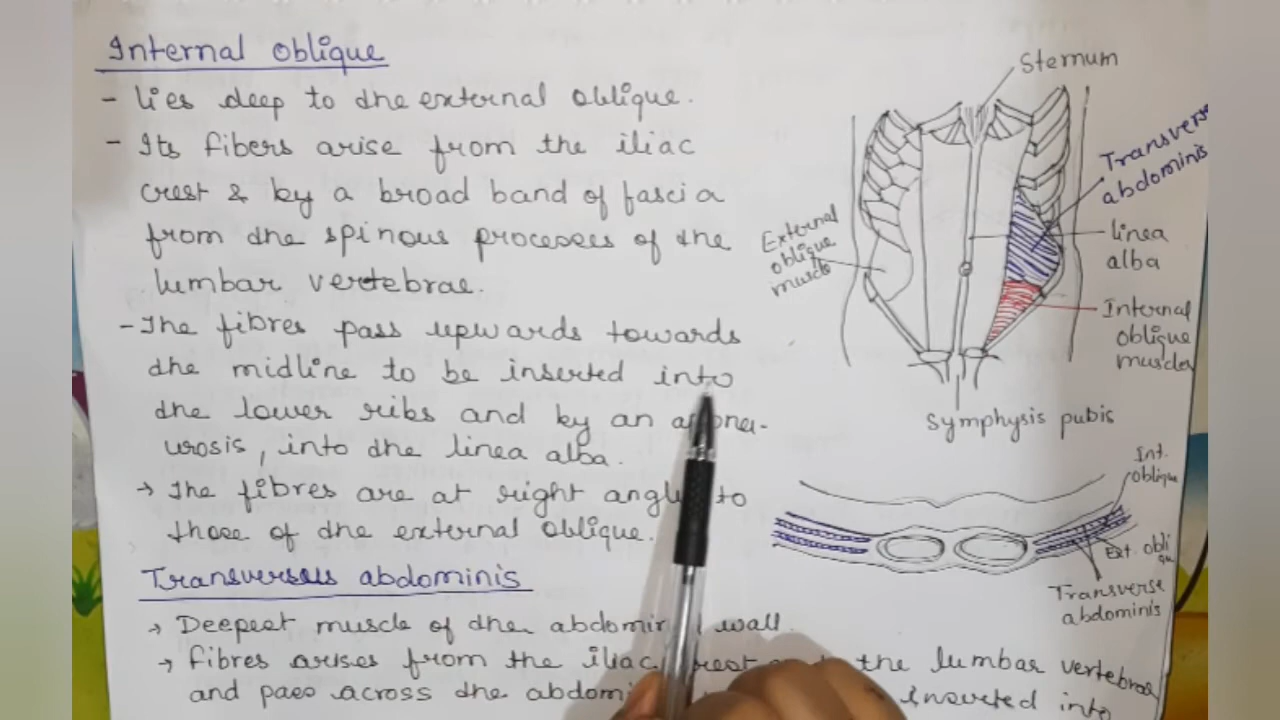 Internal oblique
- lies deep to the external oblique.
- Its fibers arise from the iliac
crest & by a broad band of fascia
from the spinous processes of the
lumbar vertebrae.
- The fibres pass upwards towards
the midline to be inserted into
the lower ribs and by an
urosis, into the linea alba.
→ The fibres are at right to
those of the external oblique.
Transversus abdominis
→ Deepest muscle of the wall.
→ fibres arises from the iliac the lumbar vertebrae
and pass across the inserted into
Sternum
Transverse
abdominis
linea
alba
External
oblique
muscle
Internal
oblique
muscles
Symphysis pubis
Int.
oblique
Ext. obli
qu
Transverse
abdominis